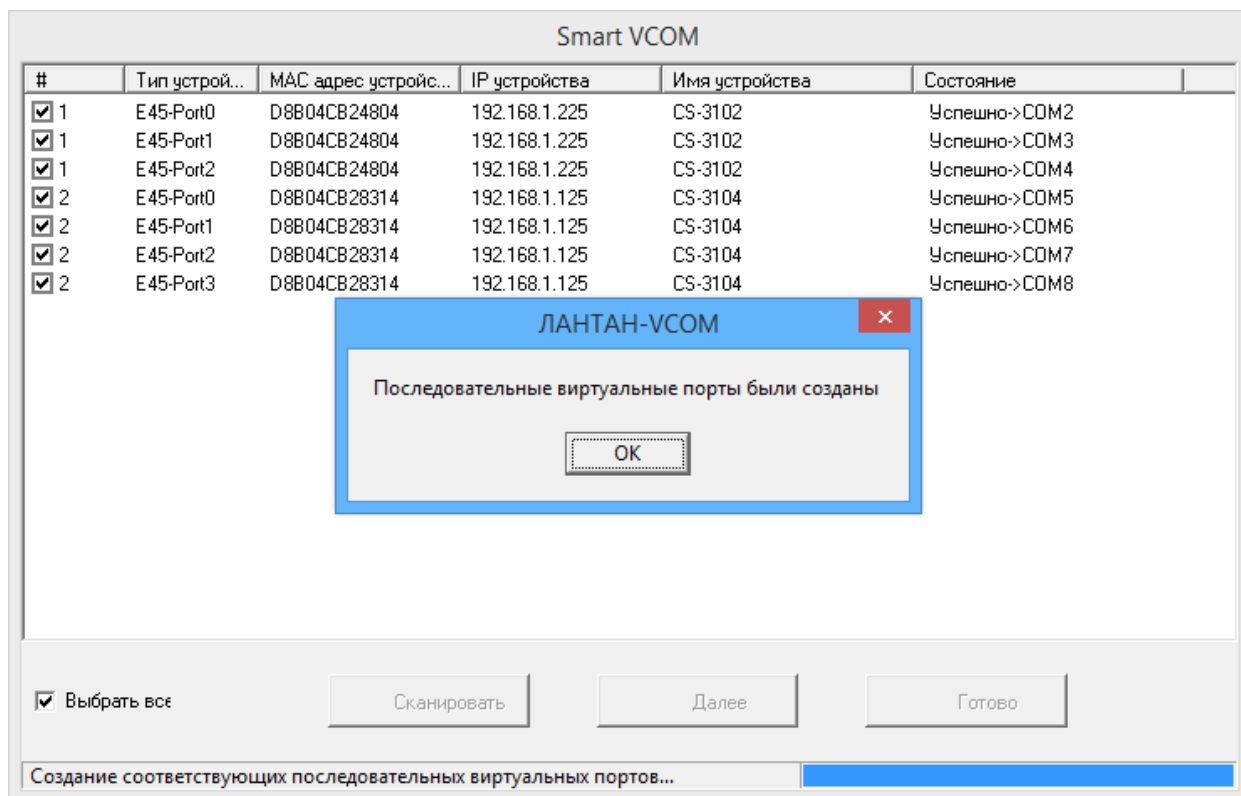 Smart VCOM
# Тип устрой... MAC адрес устройс... IP устройства Имя устройства Состояние
1 E45-Port0 D8B04CB24804 192.168.1.225 CS-3102 Успешно->COM2
1 E45-Port1 D8B04CB24804 192.168.1.225 CS-3102 Успешно->COM3
1 E45-Port2 D8B04CB24804 192.168.1.225 CS-3102 Успешно->COM4
2 E45-Port0 D8B04CB28314 192.168.1.125 CS-3104 Успешно->COM5
2 E45-Port1 D8B04CB28314 192.168.1.125 CS-3104 Успешно->COM6
2 E45-Port2 D8B04CB28314 192.168.1.125 CS-3104 Успешно->COM7
2 E45-Port3 D8B04CB28314 192.168.1.125 CS-3104 Успешно->COM8
ЛАНТАН-VCOM
Последовательные виртуальные порты были созданы
OK
Выбрать все Сканировать Далее Готово
Создание соответствующих последовательных виртуальных портов...